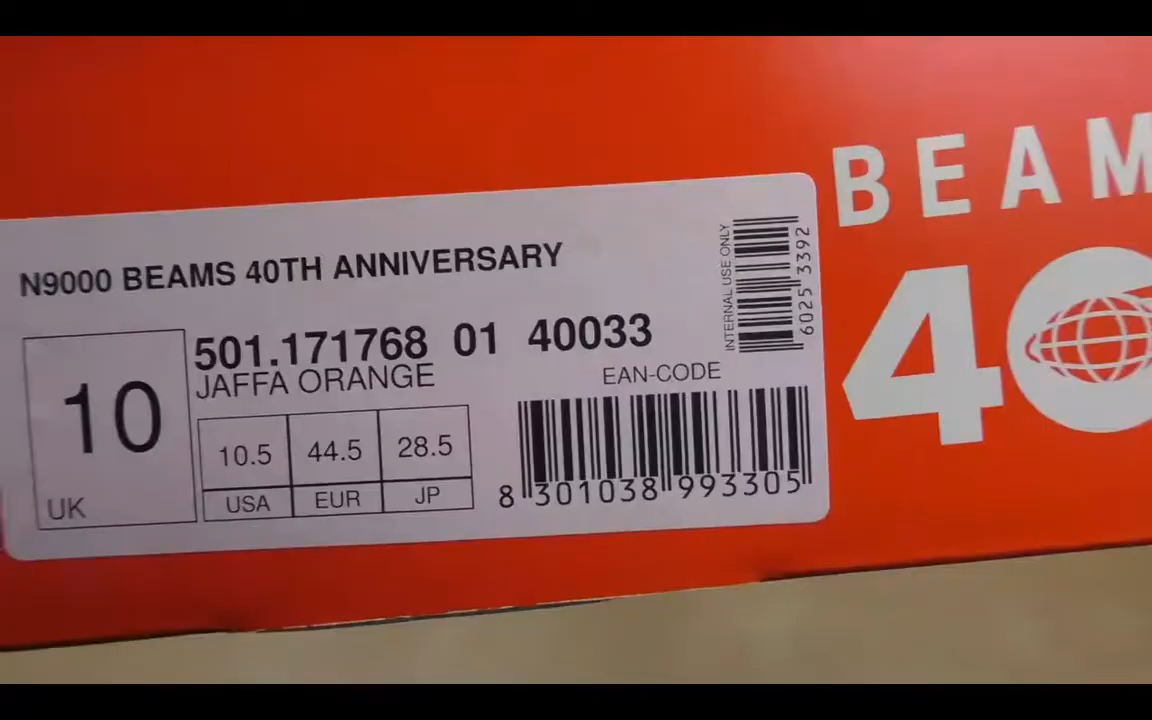 BEAM
40
N9000 BEAMS 40TH ANNIVERSARY
INTERNAL USE ONLY
6025 3392
501.171768 01 40033
JAFFA ORANGE
EAN-CODE
10
UK
10.5 44.5 28.5
USA EUR JP
8 301038 993305